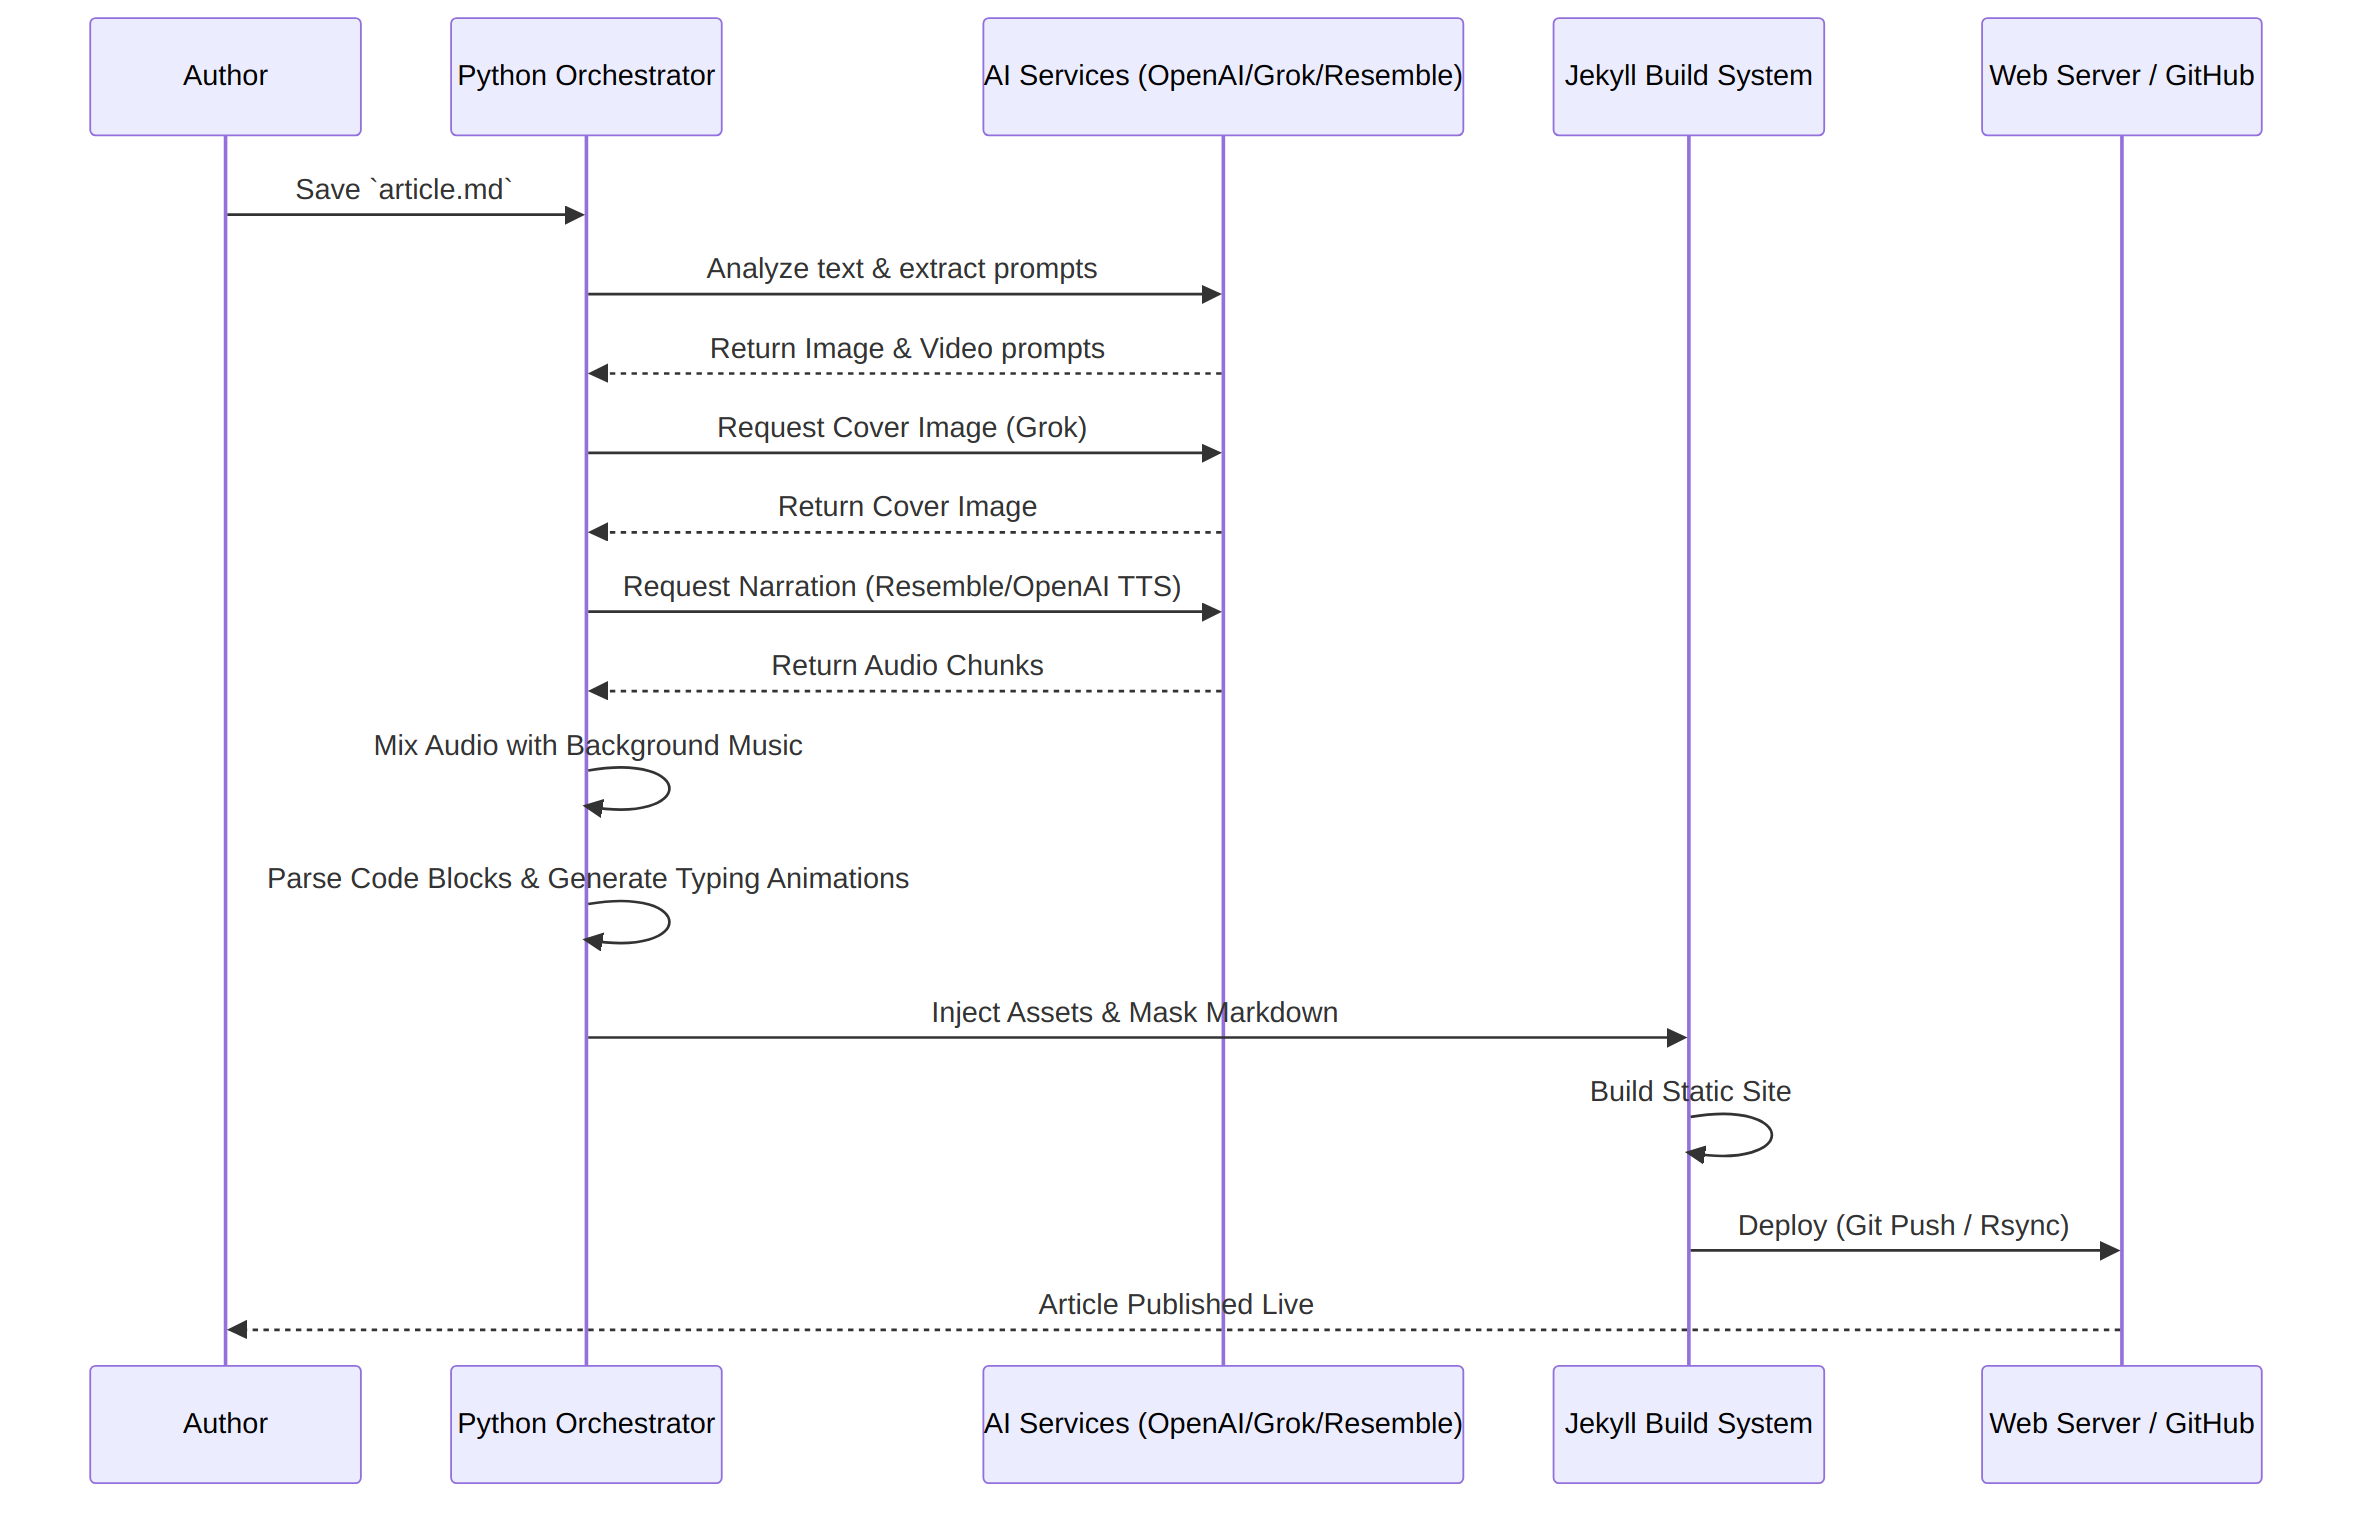 Author
Python Orchestrator
AI Services (OpenAI/Grok/Resemble)
Jekyll Build System
Web Server / GitHub
Save `article.md`
Analyze text & extract prompts
Return Image & Video prompts
Request Cover Image (Grok)
Return Cover Image
Request Narration (Resemble/OpenAI TTS)
Return Audio Chunks
Mix Audio with Background Music
Parse Code Blocks & Generate Typing Animations
Inject Assets & Mask Markdown
Build Static Site
Deploy (Git Push / Rsync)
Article Published Live
Author
Python Orchestrator
AI Services (OpenAI/Grok/Resemble)
Jekyll Build System
Web Server / GitHub